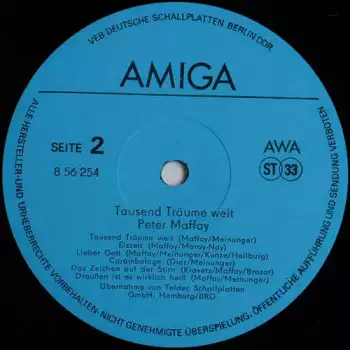 VEB DEUTSCHE SCHALLPLATTEN BERLIN DDR
AMIGA
SEITE 2
8 56 254
AWA
ST 33
Tausend Träume weit
Peter Maffay
Tausend Träume weit (Maffay/Meinunger)
Eiszeit (Maffay/Moray-Nay)
Lieber Gott (Maffay/Meinunger/Kunze/Heilburg)
Carambolage (Diez/Meinunger)
Das Zeichen auf der Stirn (Kravetz/Maffay/Brazat)
Draußen ist es wirklich heiß (Maffay/Meinunger)
Übernahme von Teldec Schallplatten
GmbH, Hamburg/BRD
ALLE HERSTELLER-UND URHEBERRECHTE VORBEHALTEN·NICHT GENEHMIGTE ÜBERSPIELUNG, ÖFFENTLICHE AUFFÜHRUNG UND SENDUNG VERBOTEN